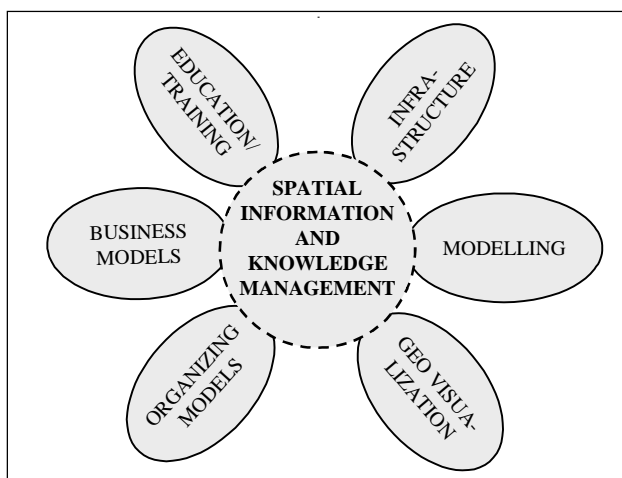 EDUCATION/
TRAINING
INFRA-
STRUCTURE
SPATIAL
INFORMATION
AND
KNOWLEDGE
MANAGEMENT
BUSINESS
MODELS
MODELLING
ORGANIZING
MODELS
GEO VISUA-
LIZATION